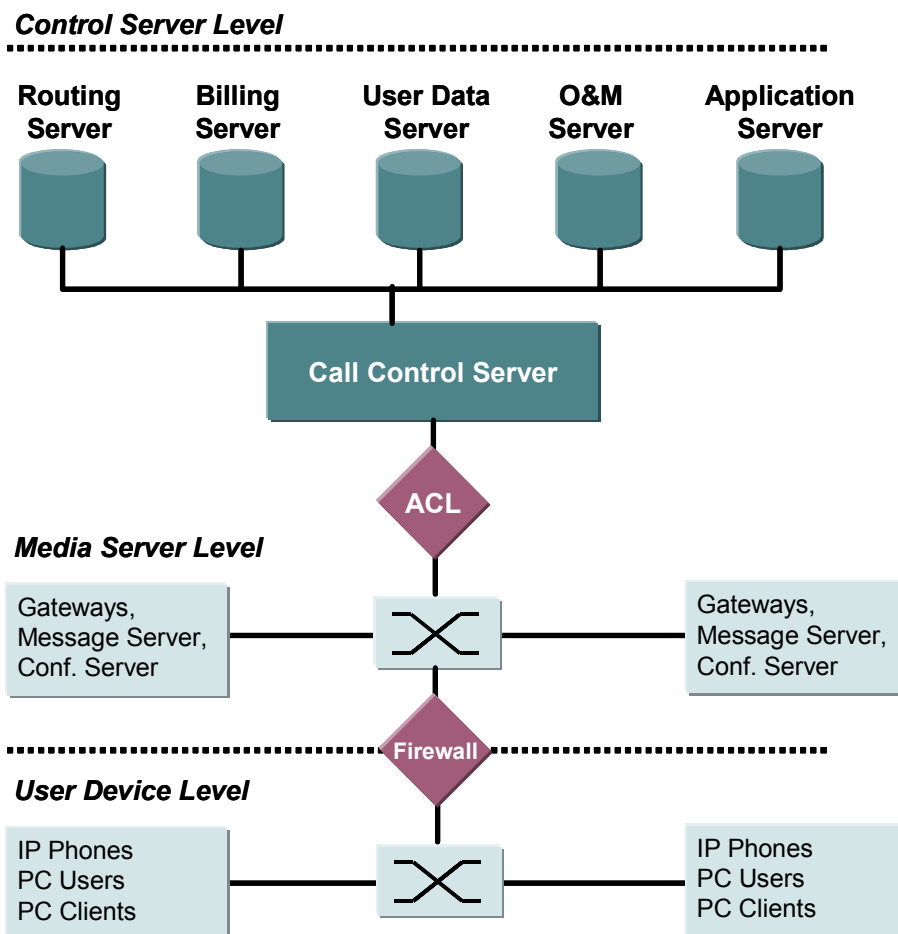 Control Server Level
Routing
Server
Billing
Server
User Data
Server
O&M
Server
Application
Server
Call Control Server
ACL
Media Server Level
Gateways,
Message Server,
Conf. Server
Gateways,
Message Server,
Conf. Server
Firewall
User Device Level
IP Phones
PC Users
PC Clients
IP Phones
PC Users
PC Clients